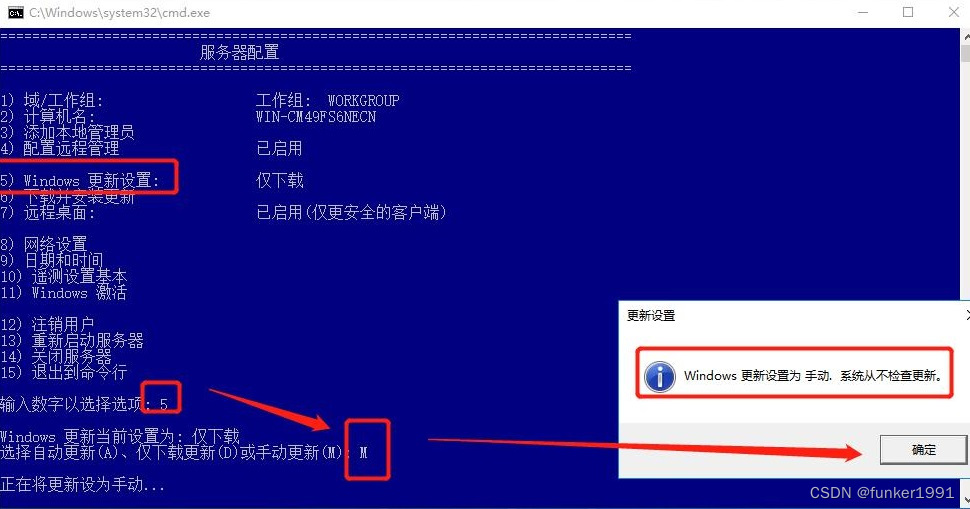 C:\Windows\system32\cmd.exe
===============================================================================
服务器配置
===============================================================================
1) 域/工作组: 工作组: WORKGROUP
2) 计算机名: WIN-CM49FS6NECN
3) 添加本地管理员
4) 配置远程管理 已启用
5) Windows 更新设置: 仅下载
6) 下载并安装更新
7) 远程桌面: 已启用(仅更安全的客户端)
8) 网络设置
9) 日期和时间
10) 遥测设置基本
11) Windows 激活
12) 注销用户
13) 重新启动服务器
14) 关闭服务器
15) 退出到命令行
输入数字以选择选项: 5
Windows 更新当前设置为: 仅下载
选择自动更新(A)、仅下载更新(D)或手动更新(M): M
正在将更新设为手动...
更新设置
Windows 更新设置为 手动. 系统从不检查更新。
确定
CSDN @funker1991